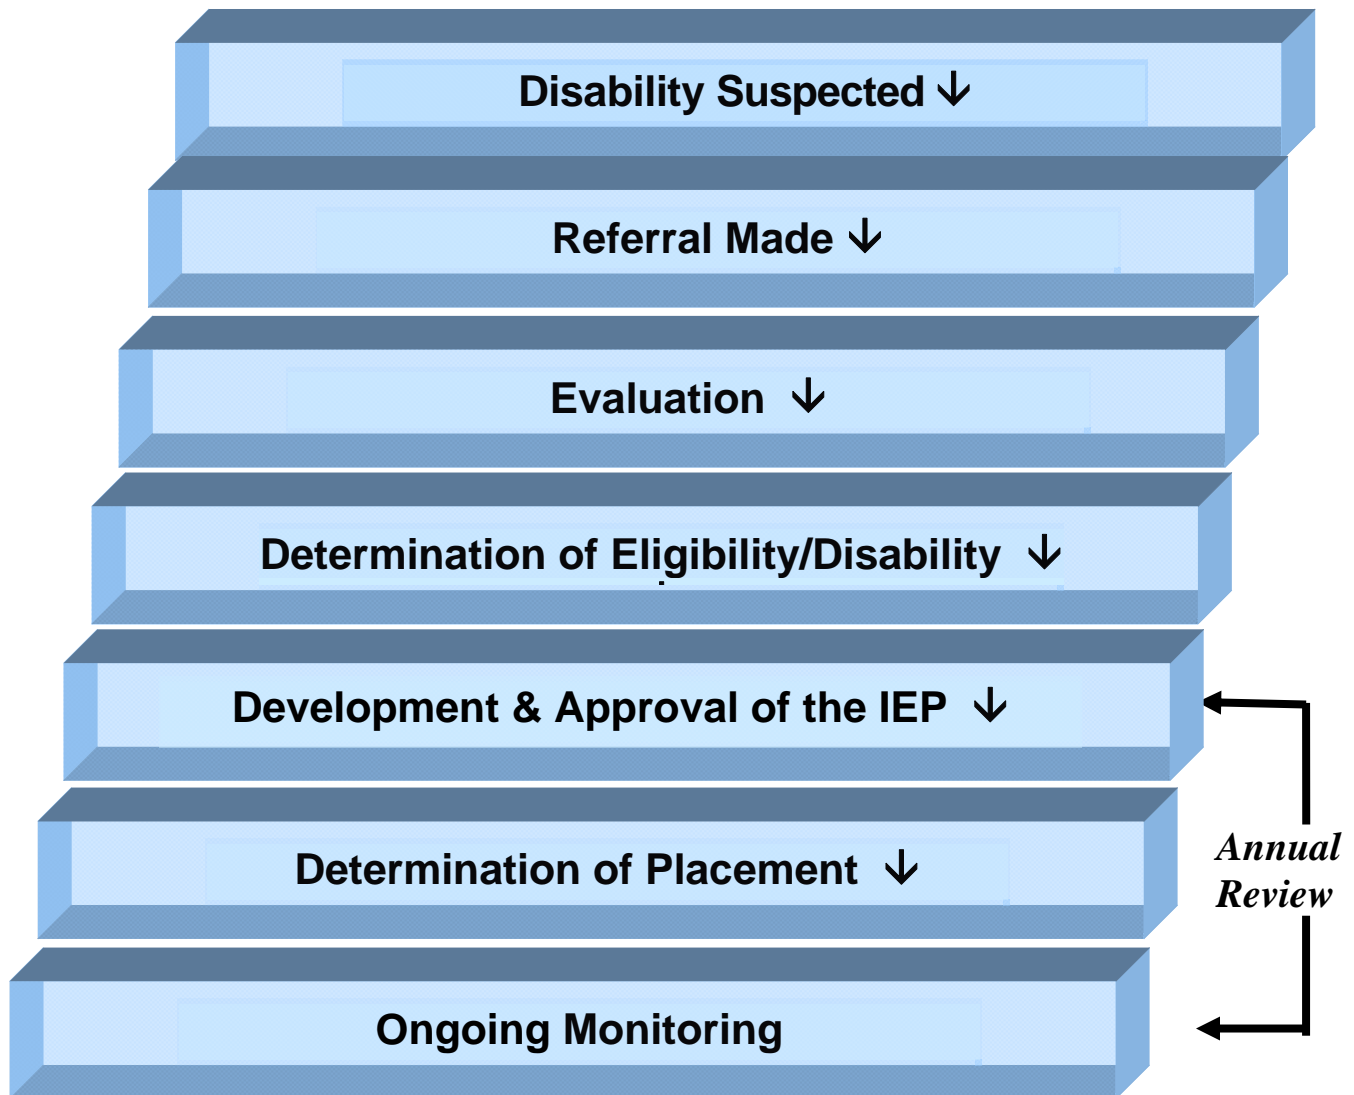 Disability Suspected ↓
Referral Made ↓
Evaluation ↓
Determination of Eligibility/Disability ↓
Development & Approval of the IEP ↓
Determination of Placement ↓
Annual
Review
Ongoing Monitoring